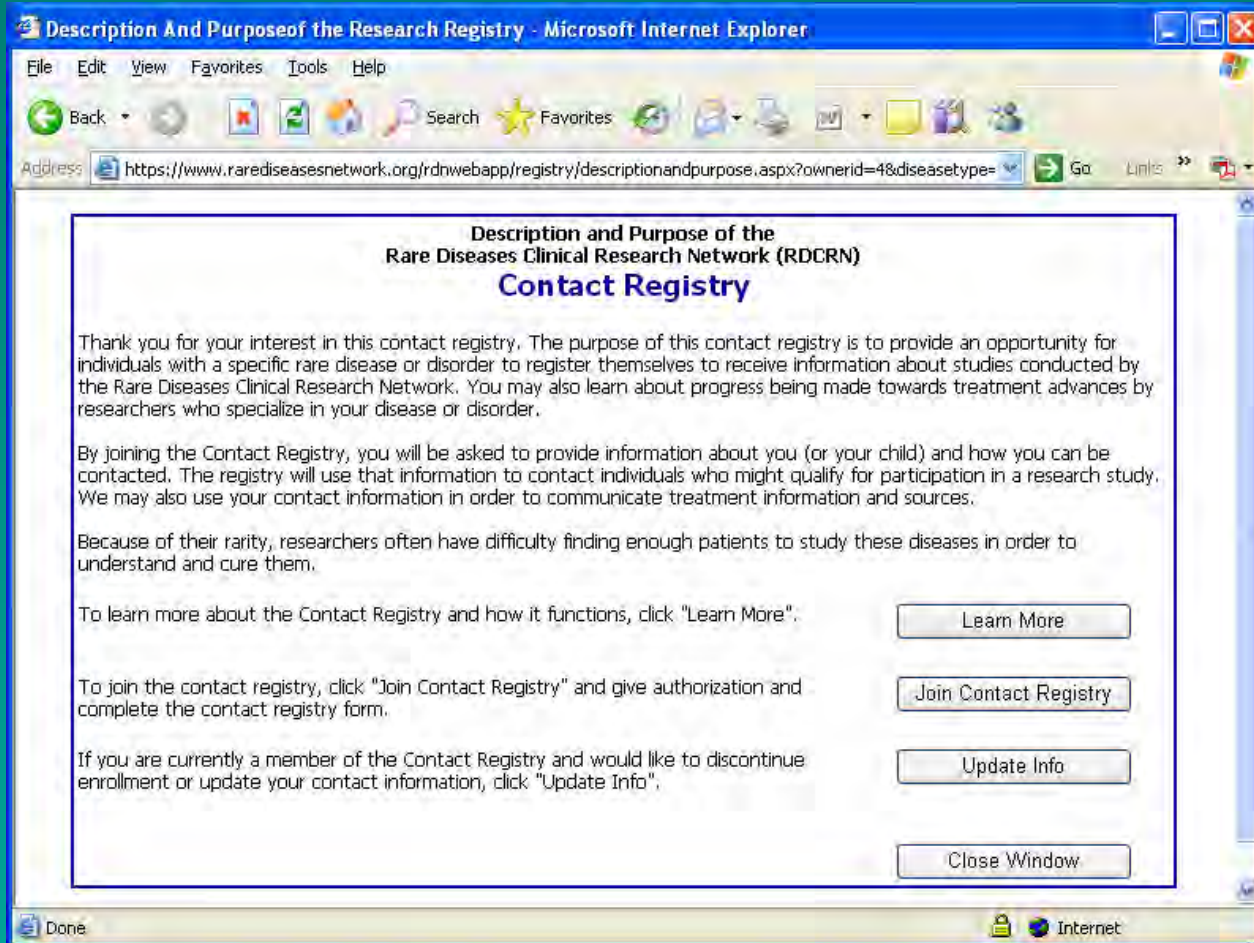 Description And Purposeof the Research Registry - Microsoft Internet Explorer
File Edit View Favorites Tools Help
Back Search Favorites
Address https://www.rarediseasesnetwork.org/rdnwebapp/registry/descriptionandpurpose.aspx?ownerid=4&diseasetype= Go Links »
Description and Purpose of the
Rare Diseases Clinical Research Network (RDCRN)
Contact Registry
Thank you for your interest in this contact registry. The purpose of this contact registry is to provide an opportunity for
individuals with a specific rare disease or disorder to register themselves to receive information about studies conducted by
the Rare Diseases Clinical Research Network. You may also learn about progress being made towards treatment advances by
researchers who specialize in your disease or disorder.
By joining the Contact Registry, you will be asked to provide information about you (or your child) and how you can be
contacted. The registry will use that information to contact individuals who might qualify for participation in a research study.
We may also use your contact information in order to communicate treatment information and sources.
Because of their rarity, researchers often have difficulty finding enough patients to study these diseases in order to
understand and cure them.
To learn more about the Contact Registry and how it functions, click "Learn More".
Learn More
To join the contact registry, click "Join Contact Registry" and give authorization and
complete the contact registry form.
Join Contact Registry
If you are currently a member of the Contact Registry and would like to discontinue
enrollment or update your contact information, click "Update Info".
Update Info
Close Window
Done Internet